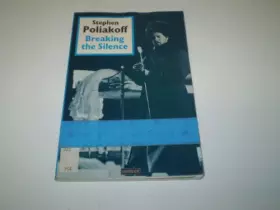 Stephen
Poliakoff
Breaking
the Silence